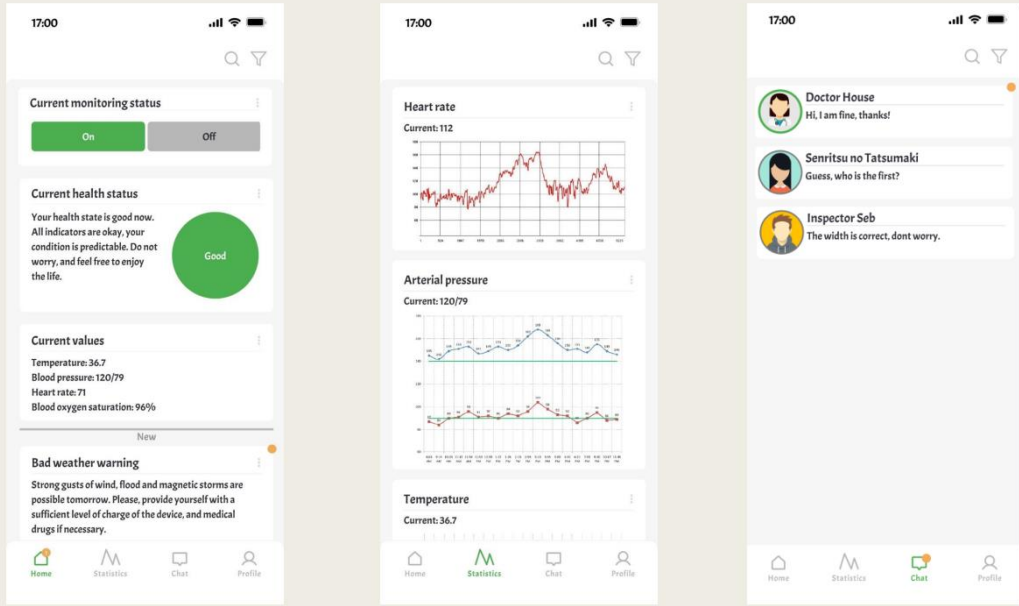 17:00
Current monitoring status
On
Off
Current health status
Your health state is good now.
All indicators are okay, your
condition is predictable. Do not
worry, and feel free to enjoy
the life.
Good
Current values
Temperature: 36.7
Blood pressure: 120/79
Heart rate: 71
Blood oxygen saturation: 96%
New
Bad weather warning
Strong gusts of wind, flood and magnetic storms are
possible tomorrow. Please, provide yourself with a
sufficient level of charge of the device, and medical
drugs if necessary.
Home
Statistics
Chat
Profile
17:00
Heart rate
Current: 112
Arterial pressure
Current: 120/79
Temperature
Current: 36.7
Home
Statistics
Chat
Profile
17:00
Doctor House
Hi, I am fine, thanks!
Senritsu no Tatsumaki
Guess, who is the first?
Inspector Seb
The width is correct, dont worry.
Home
Statistics
Chat
Profile